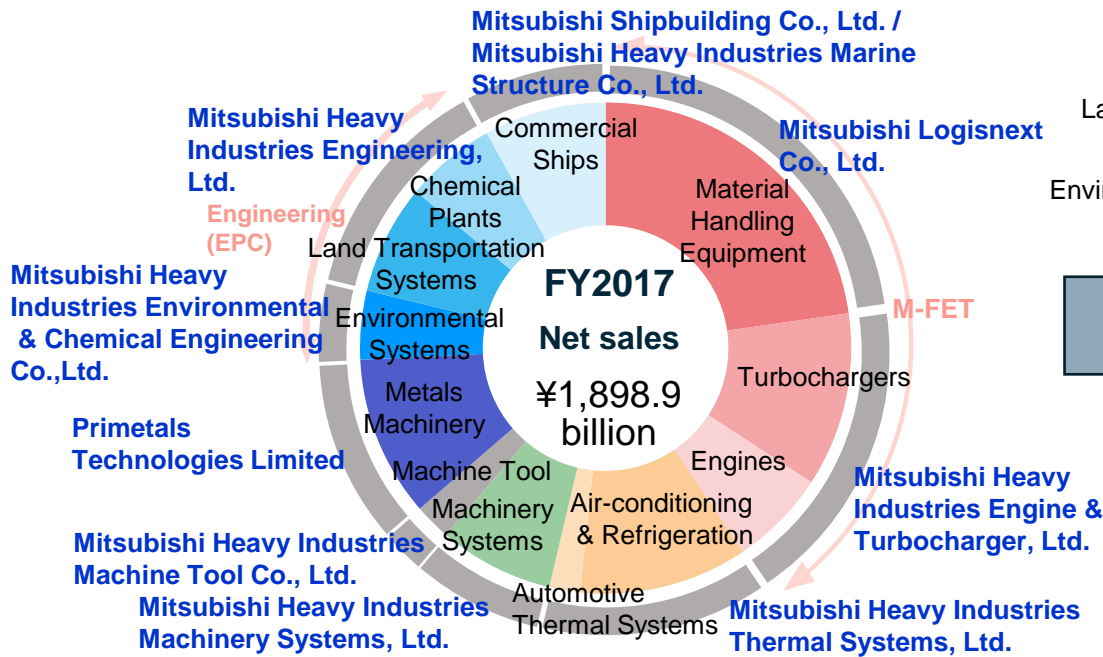 Mitsubishi Shipbuilding Co., Ltd. /
Mitsubishi Heavy Industries Marine
Structure Co., Ltd.
Mitsubishi Heavy
Industries Engineering,
Ltd.
Commercial
Ships
Mitsubishi Logisnext
Co., Ltd.
La
Chemical
Plants
Material
Handling
Equipment
Envir
Engineering
(EPC)
Land Transportation
Systems
Mitsubishi Heavy
Industries Environmental
& Chemical Engineering
Co.,Ltd.
Environmental
Systems
FY2017
Net sales
¥1,898.9
billion
M-FET
Turbochargers
Metals
Machinery
Primetals
Technologies Limited
Machine Tool
Engines
Machinery
Systems
Air-conditioning
& Refrigeration
Mitsubishi Heavy
Industries Engine &
Turbocharger, Ltd.
Mitsubishi Heavy Industries
Machine Tool Co., Ltd.
Mitsubishi Heavy Industries
Machinery Systems, Ltd.
Automotive
Thermal Systems
Mitsubishi Heavy Industries
Thermal Systems, Ltd.